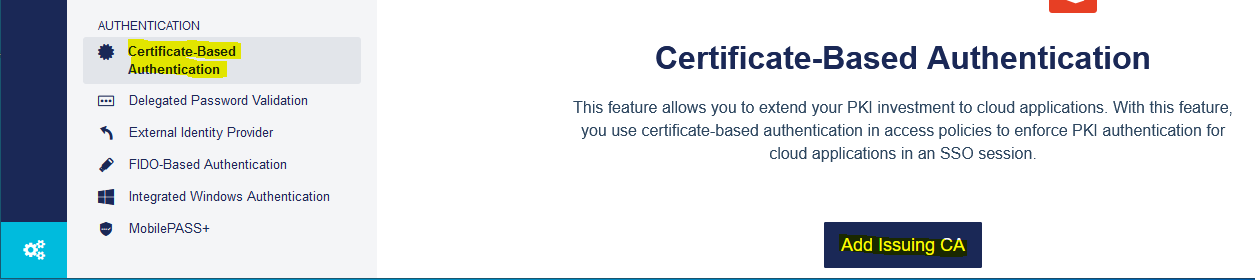 AUTHENTICATION
Certificate-Based
Authentication
Delegated Password Validation
External Identity Provider
FIDO-Based Authentication
Integrated Windows Authentication
MobilePASS+
Certificate-Based Authentication
This feature allows you to extend your PKI investment to cloud applications. With this feature,
you use certificate-based authentication in access policies to enforce PKI authentication for
cloud applications in an SSO session.
Add Issuing CA